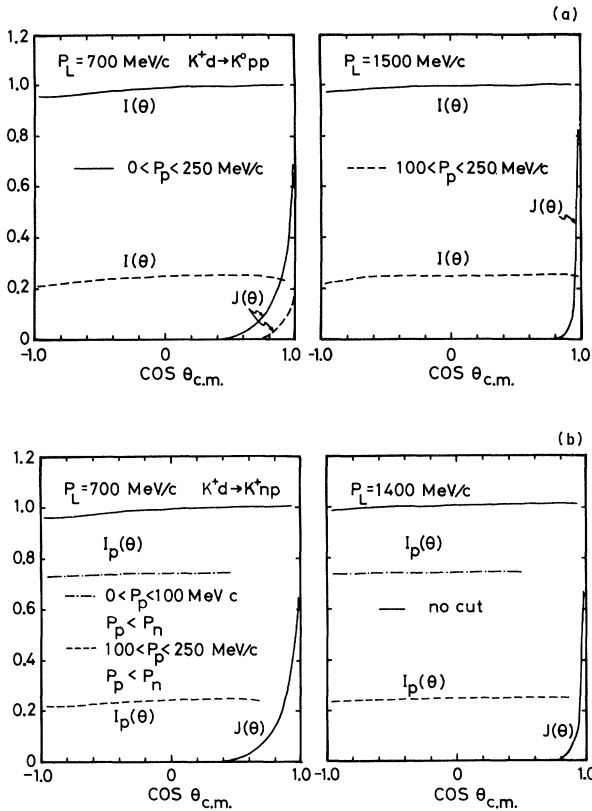 (a)
P_L = 700 MeV/c K⁺d→K⁰pp
I(θ)
0 < P_p < 250 MeV/c
I(θ)
J(θ)
1.2
1.0
0.8
0.6
0.4
0.2
0
-1.0 0 1.0
COS θ_c.m.
P_L = 1500 MeV/c
I(θ)
100 < P_p < 250 MeV/c
J(θ)
I(θ)
-1.0 0 1.0
COS θ_c.m.
(b)
P_L = 700 MeV/c K⁺d→K⁺np
I_p(θ)
0 < P_p < 100 MeV c
P_p < P_n
100 < P_p < 250 MeV/c
P_p < P_n
I_p(θ)
J(θ)
1.2
1.0
0.8
0.6
0.4
0.2
0
-1.0 0 1.0
COS θ_c.m.
P_L = 1400 MeV/c
I_p(θ)
no cut
I_p(θ)
J(θ)
-1.0 0 1.0
COS θ_c.m.